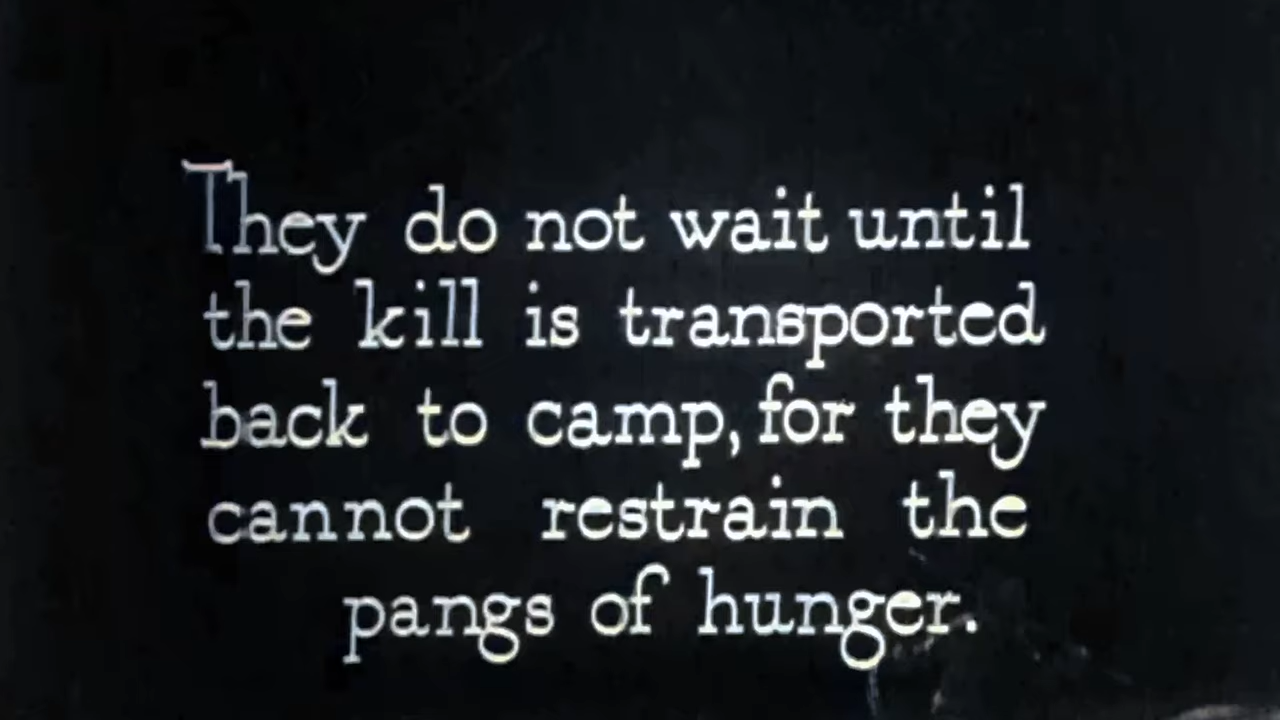 They do not wait until
the kill is transported
back to camp, for they
cannot restrain the
pangs of hunger.